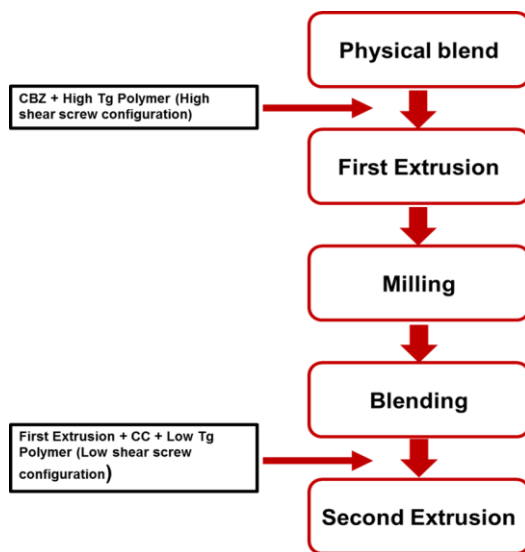 Physical blend
CBZ + High Tg Polymer (High
shear screw configuration)
First Extrusion
Milling
Blending
First Extrusion + CC + Low Tg
Polymer (Low shear screw
configuration)
Second Extrusion